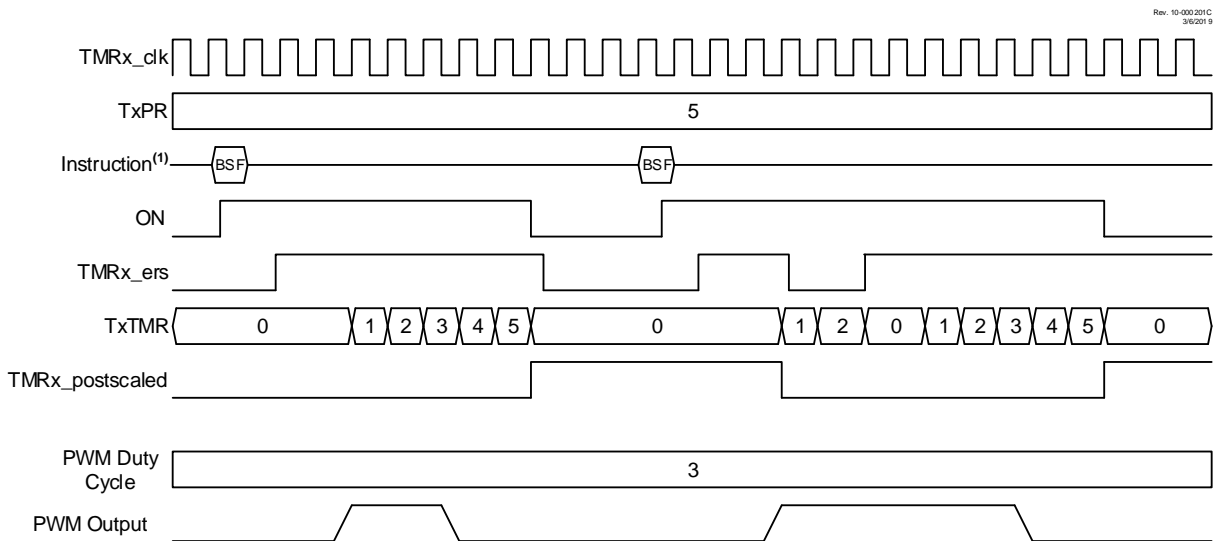 Rev. 10-000201C
3/6/2019
TMRx_clk
TxPR 5
Instruction(1) BSF BSF
ON
TMRx_ers
TxTMR 0 1 2 3 4 5 0 1 2 0 1 2 3 4 5 0
TMRx_postscaled
PWM Duty
Cycle 3
PWM Output